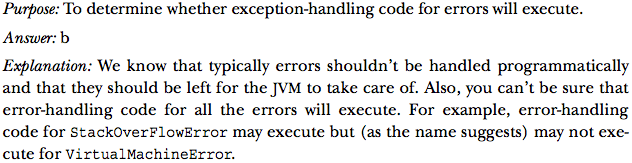 Purpose: To determine whether exception-handling code for errors will execute.
Answer: b
Explanation: We know that typically errors shouldn't be handled programmatically
and that they should be left for the JVM to take care of. Also, you can't be sure that
error-handling code for all the errors will execute. For example, error-handling
code for StackOverFlowError may execute but (as the name suggests) may not exe-
cute for VirtualMachineError.